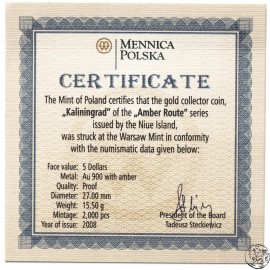 MENNICA
POLSKA
CERTIFICATE
The Mint of Poland certifies that the gold collector coin,
„Kaliningrad" of the „Amber Route" series
issued by the Niue Island,
was struck at the Warsaw Mint in conformity
with the numismatic data given below:
Face value: 5 Dollars
Metal: Au 900 with amber
Quality: Proof
Diameter: 27.00 mm
Weight: 15.50 g
Mintage: 2,000 pcs
Year of issue: 2008
President of the Board
Tadeusz Steckiewicz